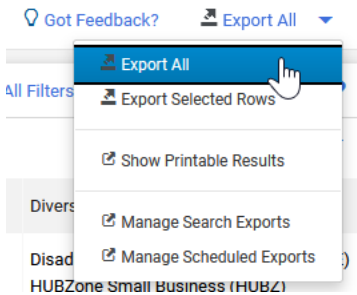 Got Feedback? Export All
Export All
All Filters
Export Selected Rows
Show Printable Results
Divers
Manage Search Exports
Disad
Manage Scheduled Exports
)
HUBZone Small Business (HUBZ)